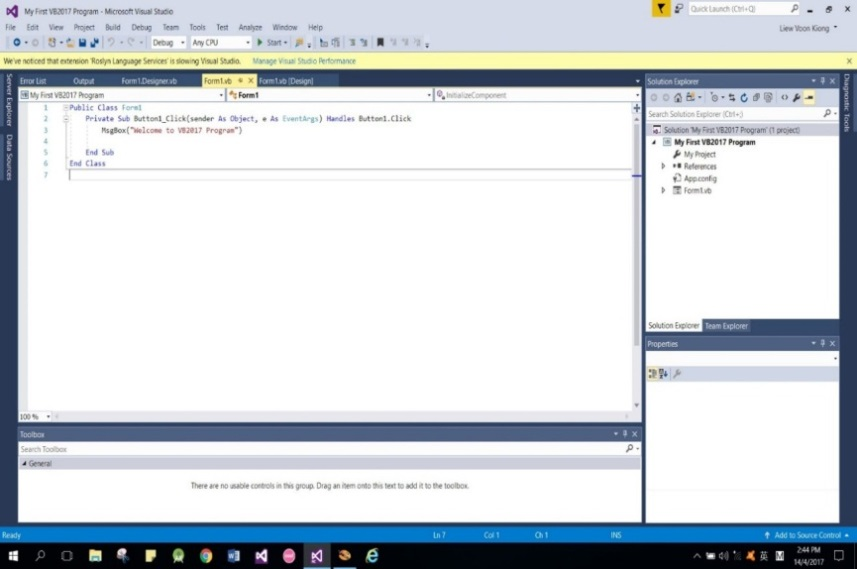 My First VB2017 Program - Microsoft Visual Studio
Quick Launch (Ctrl+Q)
File Edit View Project Build Debug Team Tools Test Analyze Window Help
Liew Voon Kiong
Debug Any CPU Start
We've noticed that extension 'Roslyn Language Services' is slowing Visual Studio. Manage Visual Studio Performance
Server Explorer
Data Sources
Error List Output Form1.Designer.vb Form1.vb Form1.vb [Design]
My First VB2017 Program Form1 InitializeComponent
1 Public Class Form1
2 Private Sub Button1_Click(sender As Object, e As EventArgs) Handles Button1.Click
3 MsgBox("Welcome to VB2017 Program")
4
5 End Sub
6 End Class
7
100 %
Solution Explorer
Search Solution Explorer (Ctrl+;)
Solution 'My First VB2017 Program' (1 project)
My First VB2017 Program
My Project
References
App.config
Form1.vb
Solution Explorer Team Explorer
Properties
Diagnostic Tools
Toolbox
Search Toolbox
General
There are no usable controls in this group. Drag an item onto this text to add it to the toolbox.
Ready Ln 7 Col 1 Ch 1 INS Add to Source Control
英 M
2:44 PM
14/4/2017